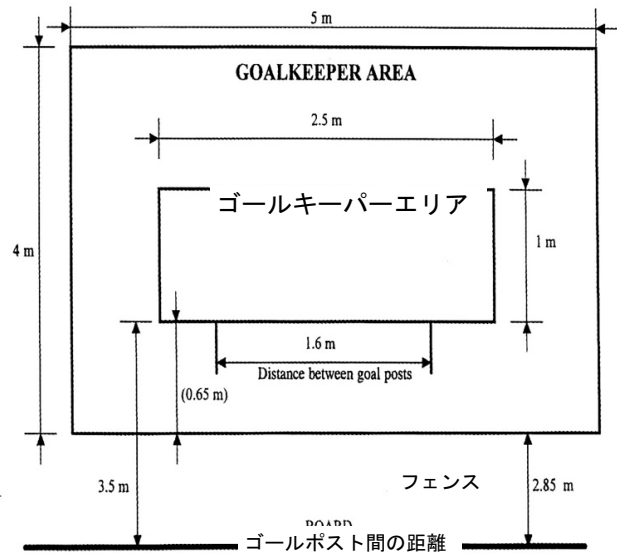 5 m
GOALKEEPER AREA
2.5 m
ゴールキーパーエリア
4 m
1 m
1.6 m
Distance between goal posts
(0.65 m)
3.5 m
フェンス
2.85 m
ゴールポスト間の距離